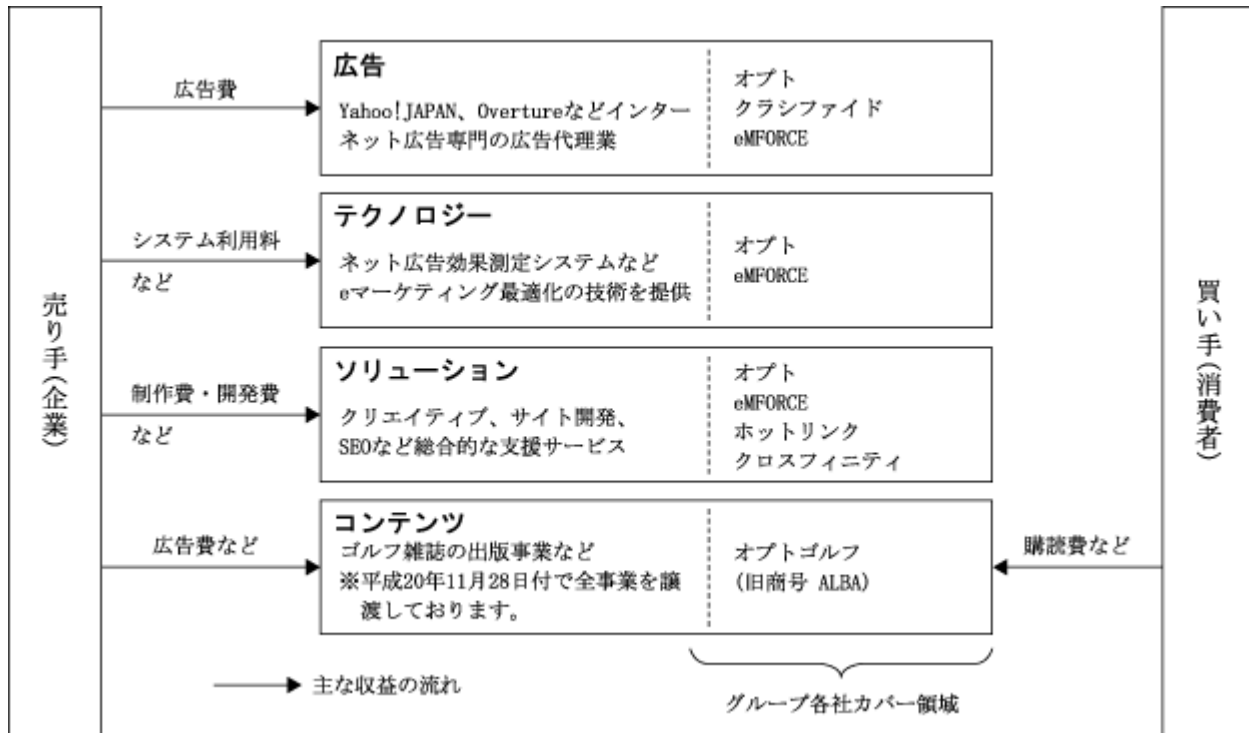 売り手(企業)
広告費
広告
Yahoo!JAPAN、Overtureなどインター
ネット広告専門の広告代理業
オプト
クラシファイド
eMFORCE
システム利用料
など
テクノロジー
ネット広告効果測定システムなど
eマーケティング最適化の技術を提供
オプト
eMFORCE
制作費・開発費
など
ソリューション
クリエイティブ、サイト開発、
SEOなど総合的な支援サービス
オプト
eMFORCE
ホットリンク
クロスフィニティ
広告費など
コンテンツ
ゴルフ雑誌の出版事業など
※平成20年11月28日付で全事業を譲
渡しております。
オプトゴルフ
(旧商号 ALBA)
購読費など
買い手(消費者)
主な収益の流れ
グループ各社カバー領域